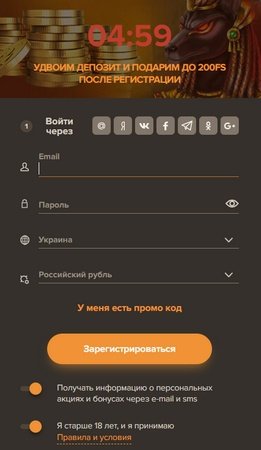 04:59
УДВОИМ ДЕПОЗИТ И ПОДАРИМ ДО 200FS
ПОСЛЕ РЕГИСТРАЦИИ
1
Войти
через
@ Я f G+
Email
Пароль
Украина
Российский рубль
У меня есть промо код
Зарегистрироваться
Получать информацию о персональных
акциях и бонусах через e-mail и sms
Я старше 18 лет, и я принимаю
Правила и условия